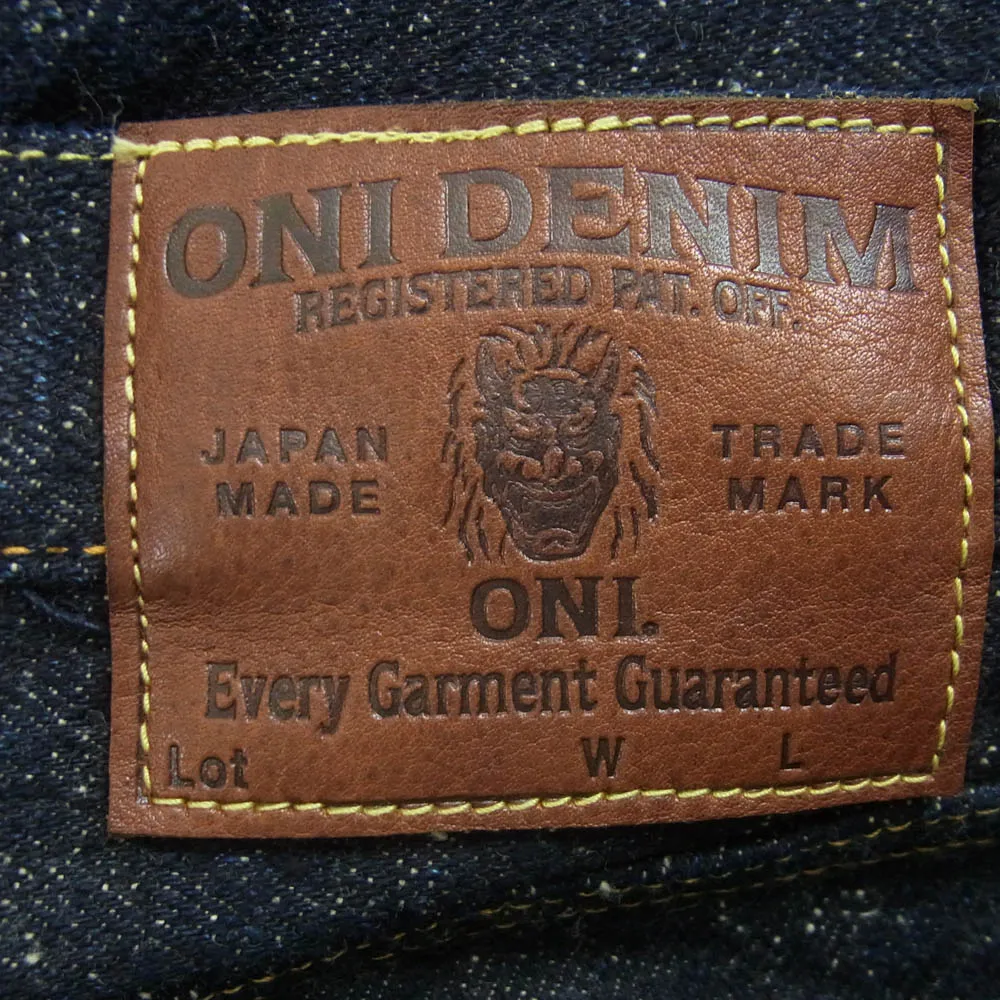 ONI DENIM
REGISTERED PAT. OFF.
JAPAN MADE
TRADE MARK
ONI.
Every Garment Guaranteed
Lot W L